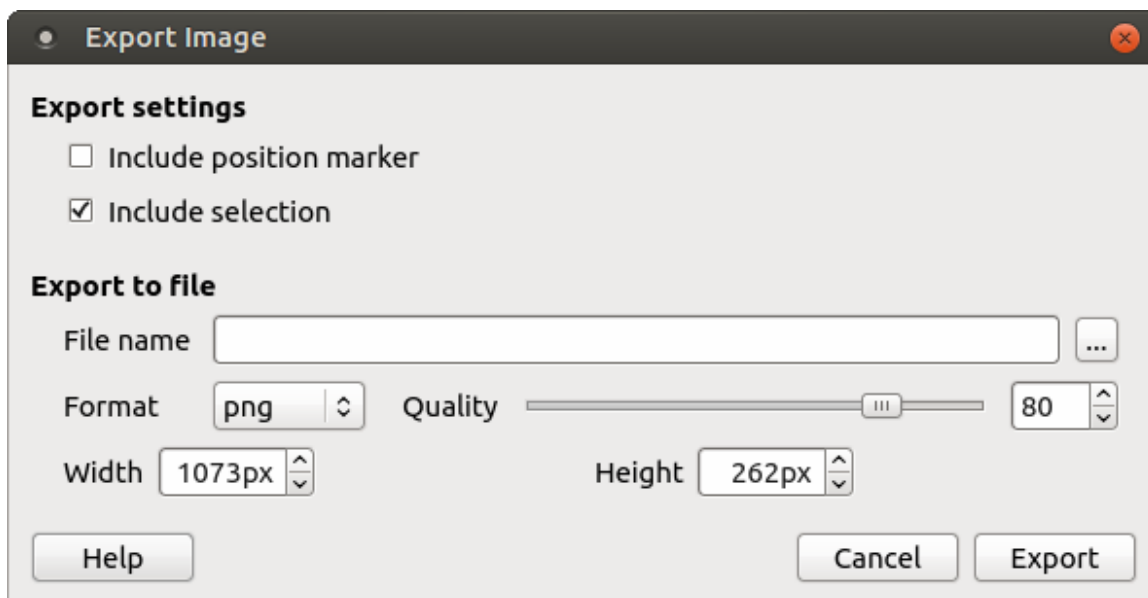 Export Image
Export settings
Include position marker
Include selection
Export to file
File name ...
Format png Quality 80
Width 1073px Height 262px
Help Cancel Export